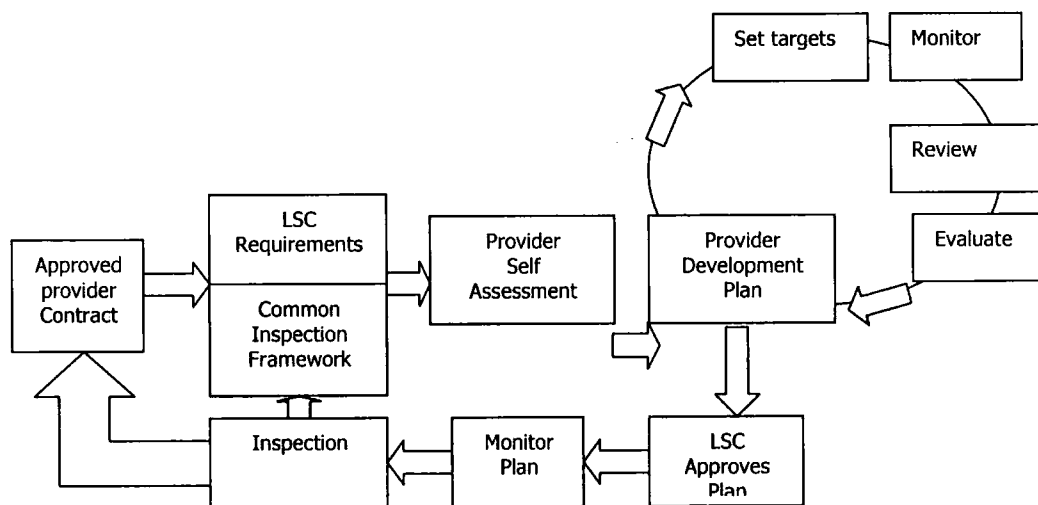 Set targets
Monitor
Review
Evaluate
LSC
Requirements
Common
Inspection
Framework
Approved
provider
Contract
Provider
Self
Assessment
Provider
Development
Plan
Inspection
Monitor
Plan
LSC
Approves
Plan